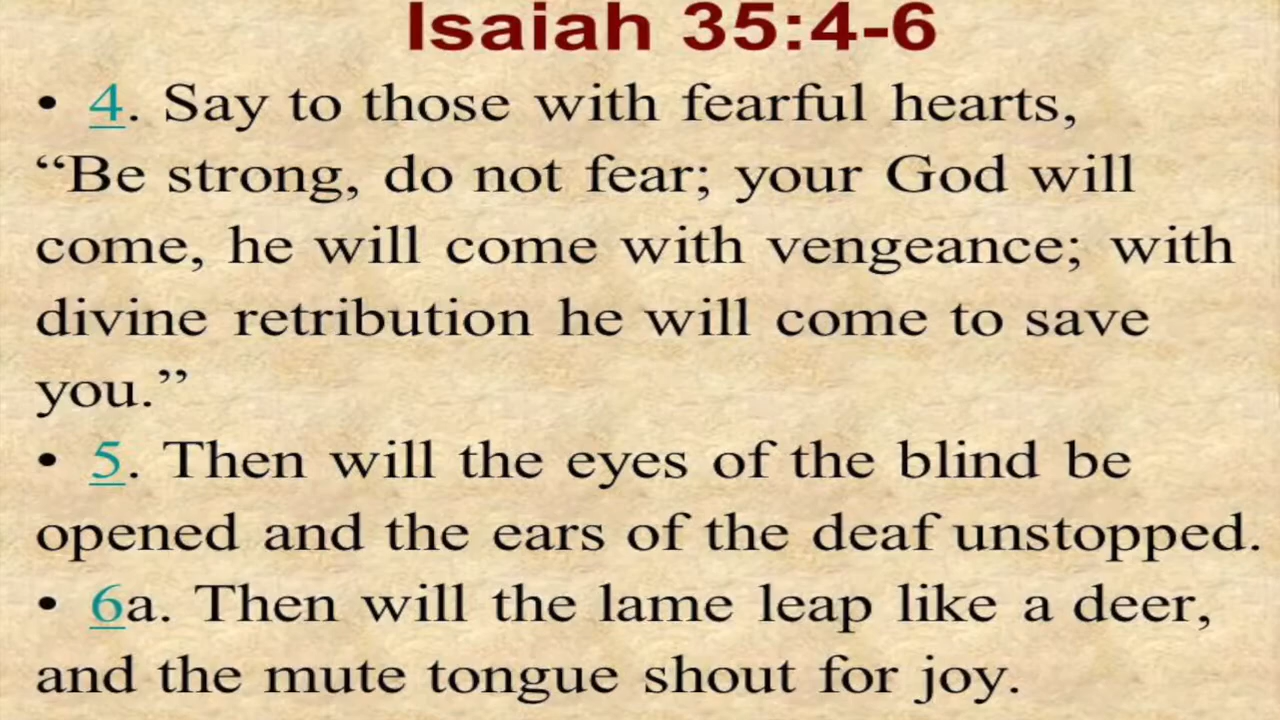 Isaiah 35:4-6
• 4. Say to those with fearful hearts,
“Be strong, do not fear; your God will
come, he will come with vengeance; with
divine retribution he will come to save
you.”
• 5. Then will the eyes of the blind be
opened and the ears of the deaf unstopped.
• 6a. Then will the lame leap like a deer,
and the mute tongue shout for joy.